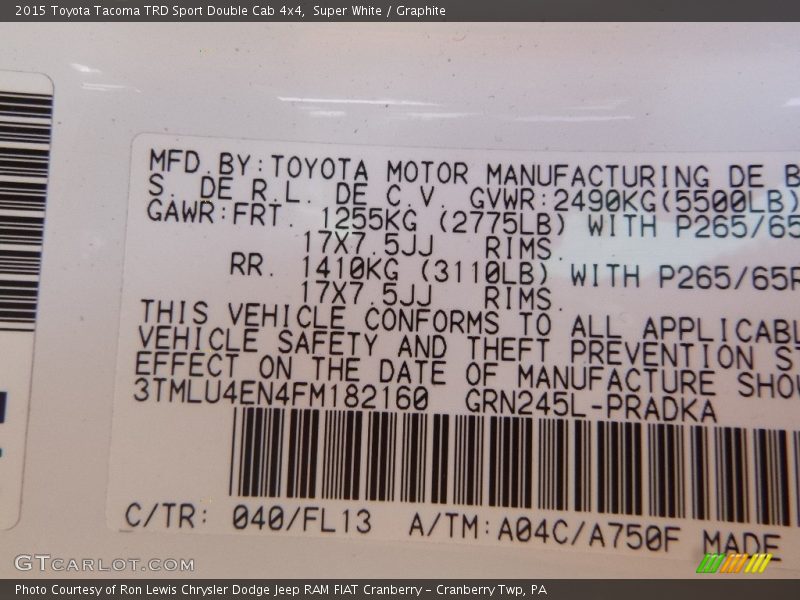 2015 Toyota Tacoma TRD Sport Double Cab 4x4, Super White / Graphite
MFD.BY:TOYOTA MOTOR MANUFACTURING DE B
S. DE R.L. DE C.V. GVWR:2490KG(5500LB)
GAWR:FRT. 1255KG (2775LB) WITH P265/65
17X7.5JJ RIMS.
RR. 1410KG (3110LB) WITH P265/65R
17X7.5JJ RIMS.
THIS VEHICLE CONFORMS TO ALL APPLICABL
VEHICLE SAFETY AND THEFT PREVENTION S
EFFECT ON THE DATE OF MANUFACTURE SHO
3TMLU4EN4FM182160 GRN245L-PRADKA
C/TR: 040/FL13 A/TM:A04C/A750F MADE
GTCARLOT.COM
Photo Courtesy of Ron Lewis Chrysler Dodge Jeep RAM FIAT Cranberry – Cranberry Twp, PA